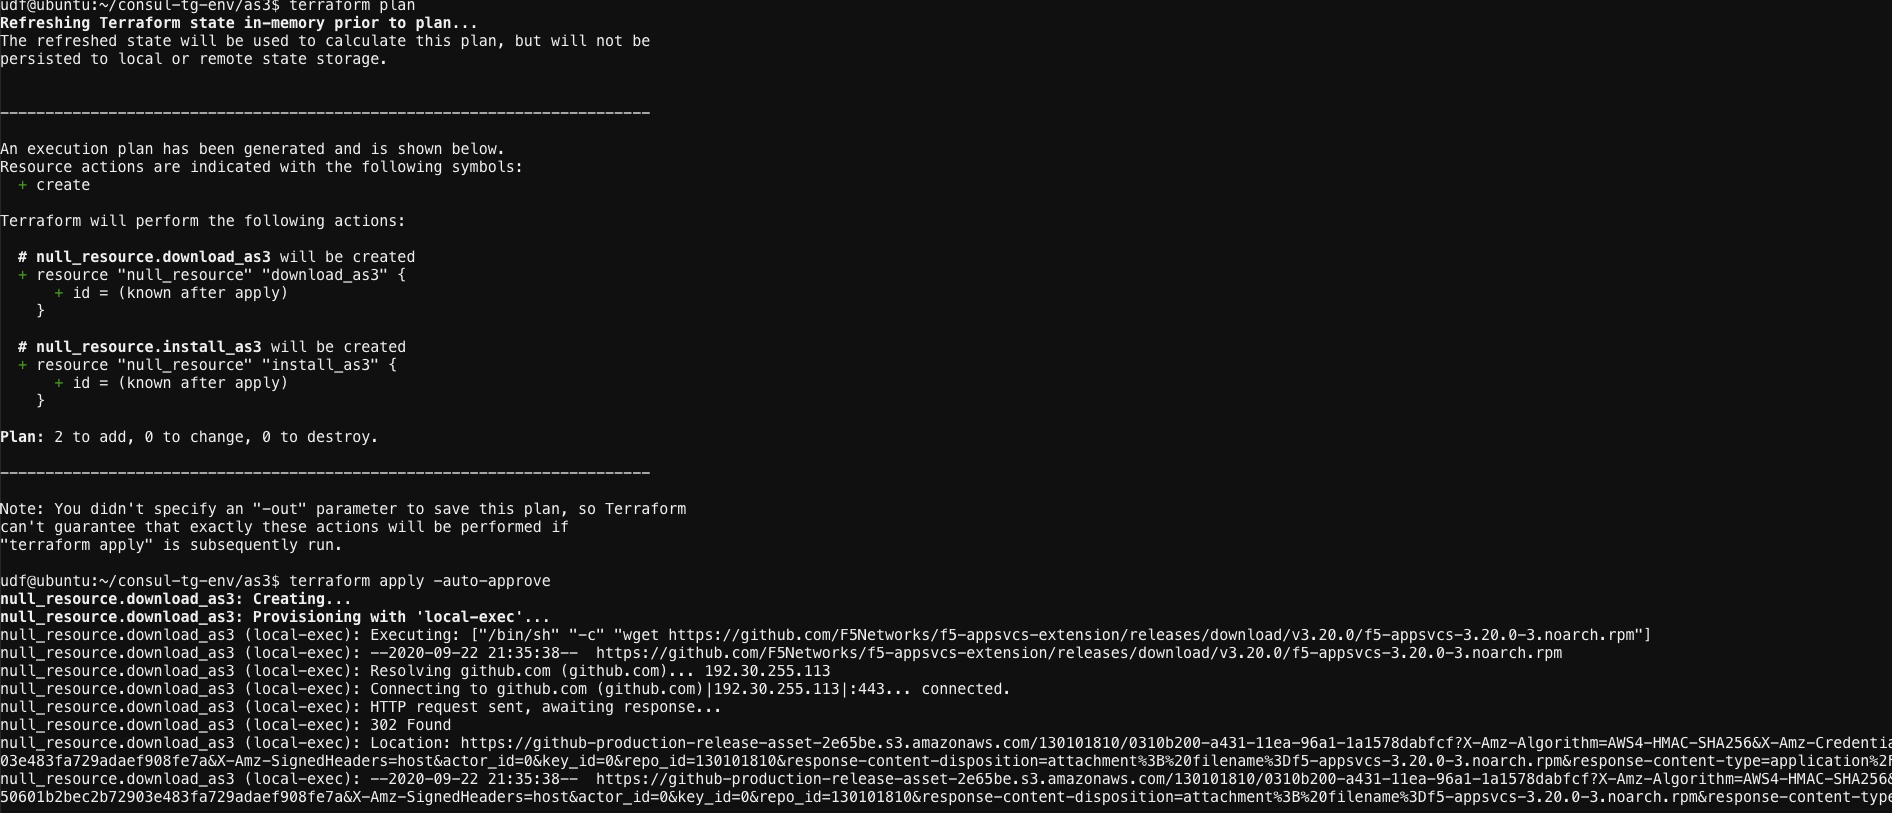 udf@ubuntu:~/consul-tg-env/as3$ terraform plan
Refreshing Terraform state in-memory prior to plan...
The refreshed state will be used to calculate this plan, but will not be
persisted to local or remote state storage.
------------------------------------------------------------------------
An execution plan has been generated and is shown below.
Resource actions are indicated with the following symbols:
  + create
Terraform will perform the following actions:
  # null_resource.download_as3 will be created
  + resource "null_resource" "download_as3" {
      + id = (known after apply)
    }
  # null_resource.install_as3 will be created
  + resource "null_resource" "install_as3" {
      + id = (known after apply)
    }
Plan: 2 to add, 0 to change, 0 to destroy.
------------------------------------------------------------------------
Note: You didn't specify an "-out" parameter to save this plan, so Terraform
can't guarantee that exactly these actions will be performed if
"terraform apply" is subsequently run.
udf@ubuntu:~/consul-tg-env/as3$ terraform apply -auto-approve
null_resource.download_as3: Creating...
null_resource.download_as3: Provisioning with 'local-exec'...
null_resource.download_as3 (local-exec): Executing: ["/bin/sh" "-c" "wget https://github.com/F5Networks/f5-appsvcs-extension/releases/download/v3.20.0/f5-appsvcs-3.20.0-3.noarch.rpm"]
null_resource.download_as3 (local-exec): --2020-09-22 21:35:38--  https://github.com/F5Networks/f5-appsvcs-extension/releases/download/v3.20.0/f5-appsvcs-3.20.0-3.noarch.rpm
null_resource.download_as3 (local-exec): Resolving github.com (github.com)... 192.30.255.113
null_resource.download_as3 (local-exec): Connecting to github.com (github.com)|192.30.255.113|:443... connected.
null_resource.download_as3 (local-exec): HTTP request sent, awaiting response...
null_resource.download_as3 (local-exec): 302 Found
null_resource.download_as3 (local-exec): Location: https://github-production-release-asset-2e65be.s3.amazonaws.com/130101810/0310b200-a431-11ea-96a1-1a1578dabfcf?X-Amz-Algorithm=AWS4-HMAC-SHA256&X-Amz-Credentia
03e483fa729adaef908fe7a&X-Amz-SignedHeaders=host&actor_id=0&key_id=0&repo_id=130101810&response-content-disposition=attachment%3B%20filename%3Df5-appsvcs-3.20.0-3.noarch.rpm&response-content-type=application%2F
null_resource.download_as3 (local-exec): --2020-09-22 21:35:38--  https://github-production-release-asset-2e65be.s3.amazonaws.com/130101810/0310b200-a431-11ea-96a1-1a1578dabfcf?X-Amz-Algorithm=AWS4-HMAC-SHA256&
50601b2bec2b72903e483fa729adaef908fe7a&X-Amz-SignedHeaders=host&actor_id=0&key_id=0&repo_id=130101810&response-content-disposition=attachment%3B%20filename%3Df5-appsvcs-3.20.0-3.noarch.rpm&response-content-type